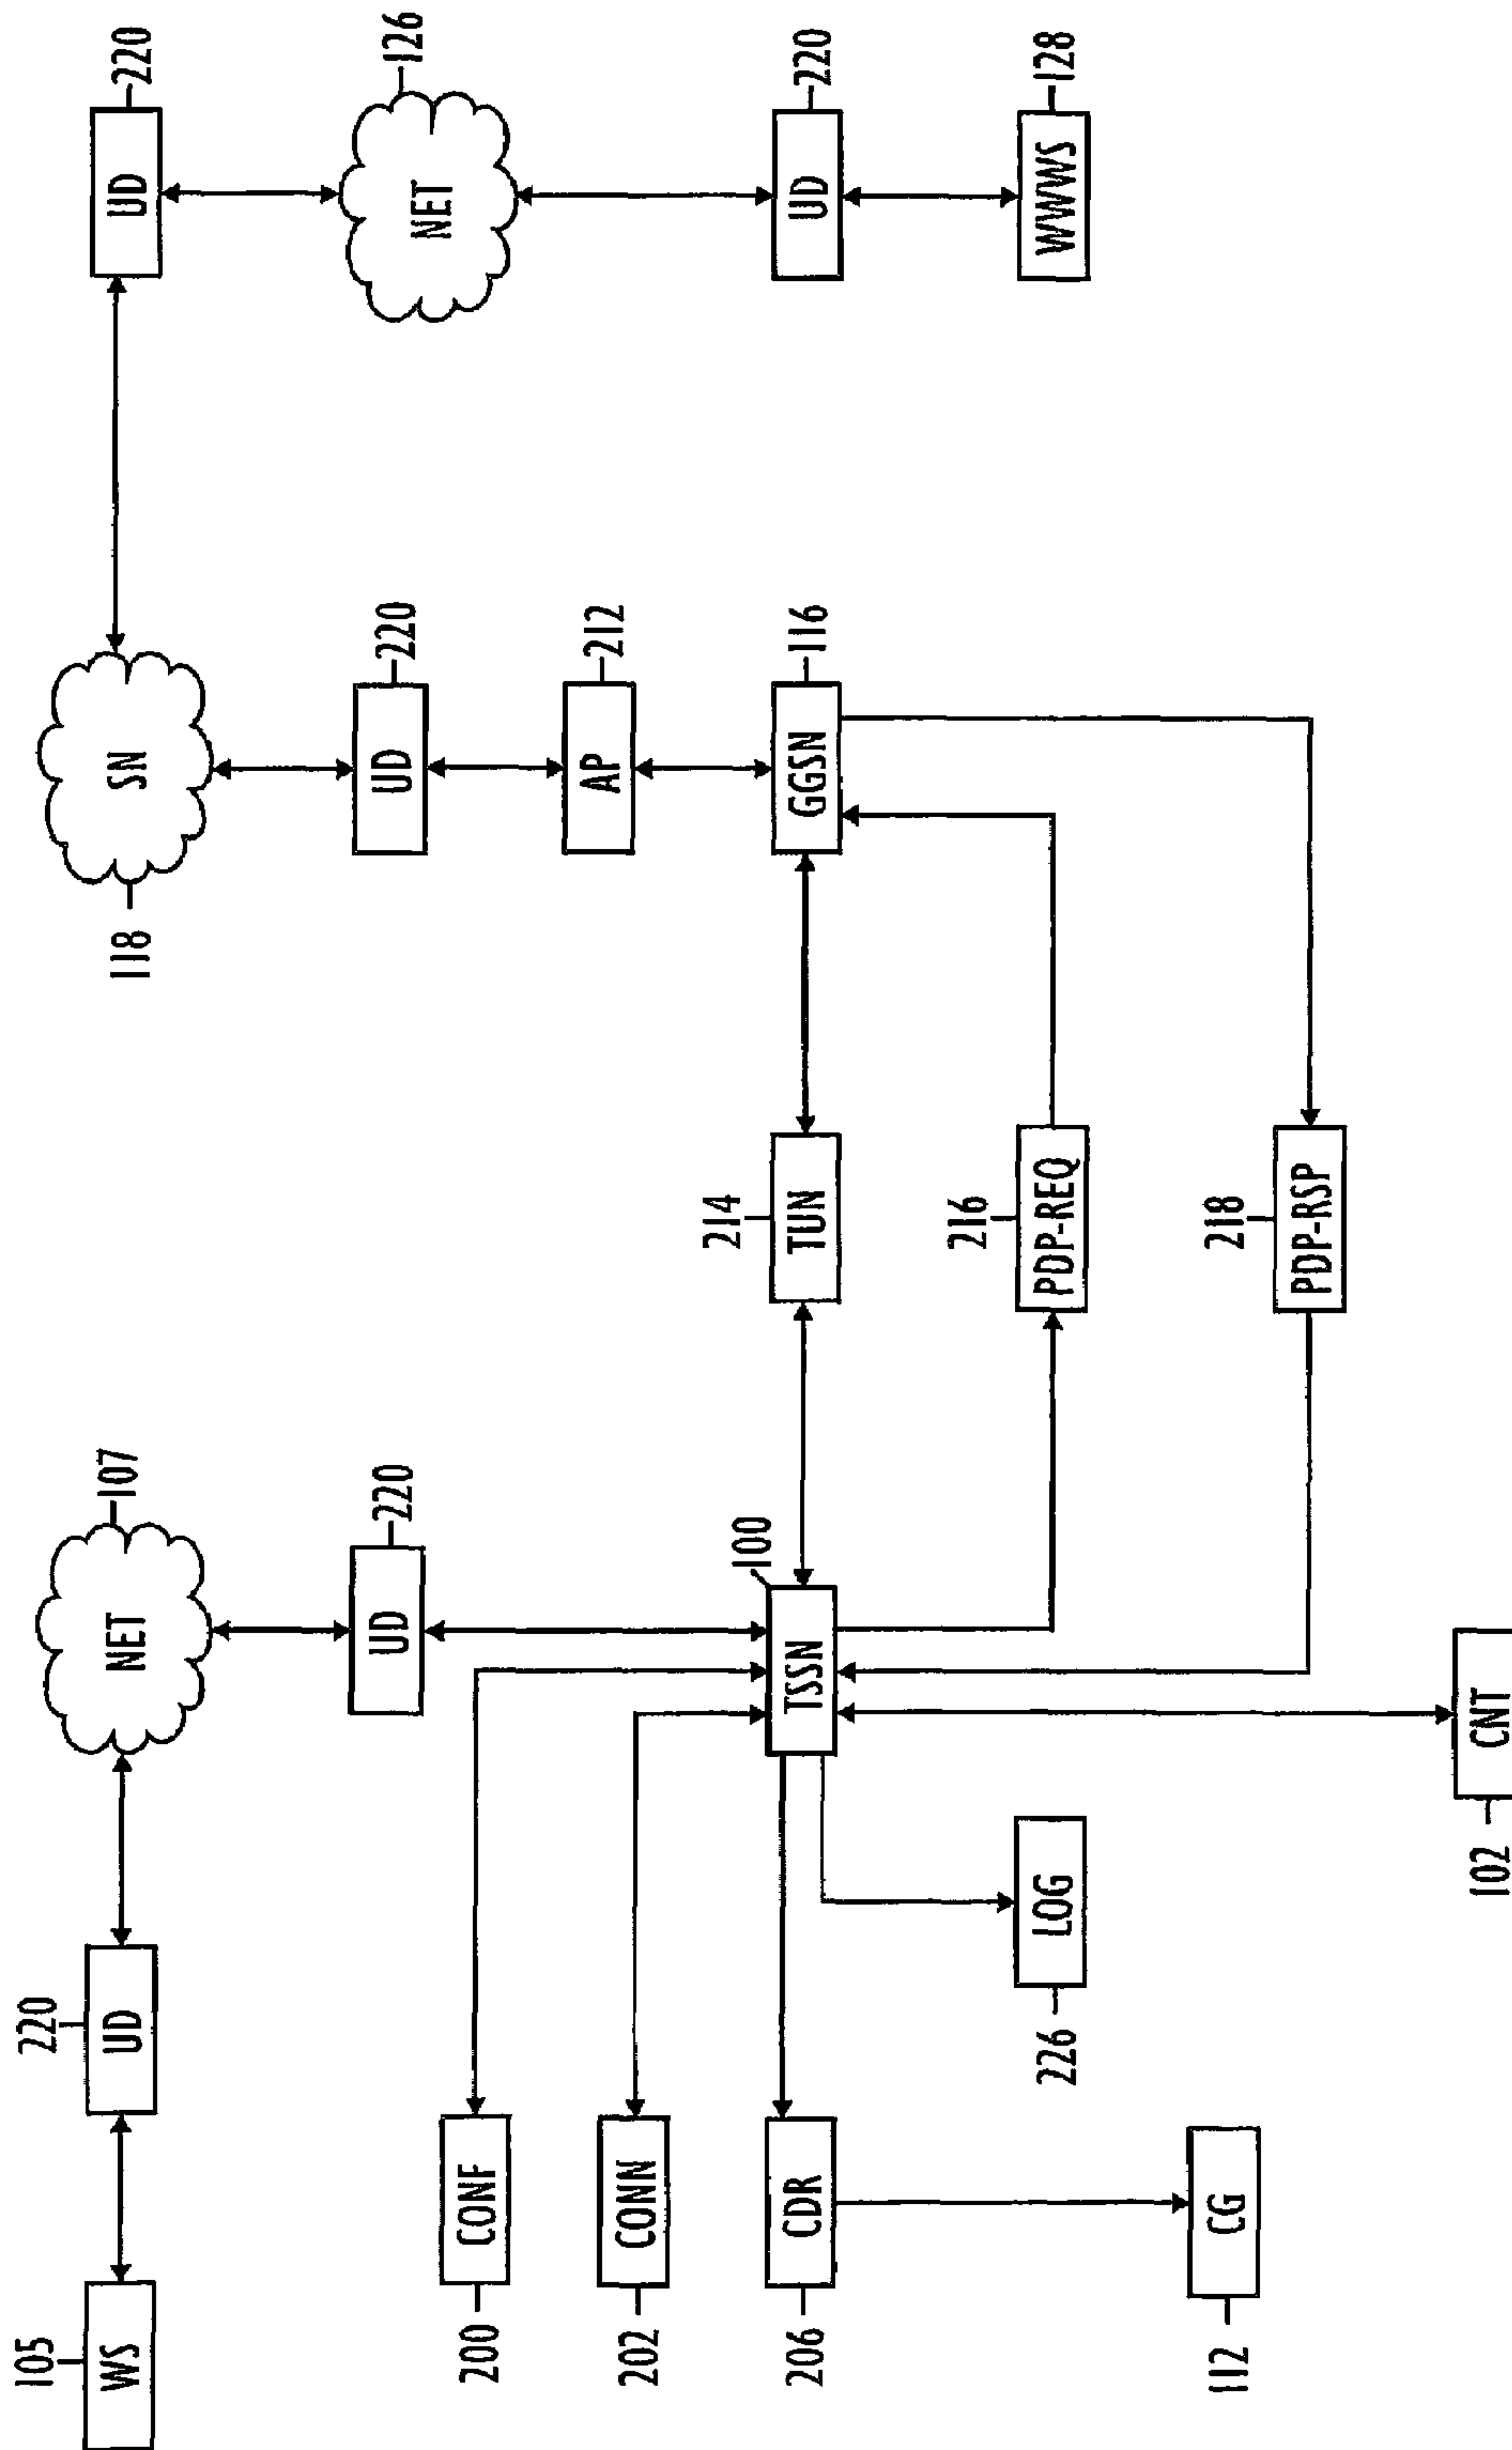 105
WS
220
UD
107
NET
118
SN
220
UD
220
UD
220
UD
126
NET
200
CONF
202
CONN
212
AP
220
UD
206
CDR
100
TSSN
214
TUN
116
GGSN
226
LOG
216
PDP-REQ
128
WWWS
112
CG
218
PDP-RSP
102
CNT